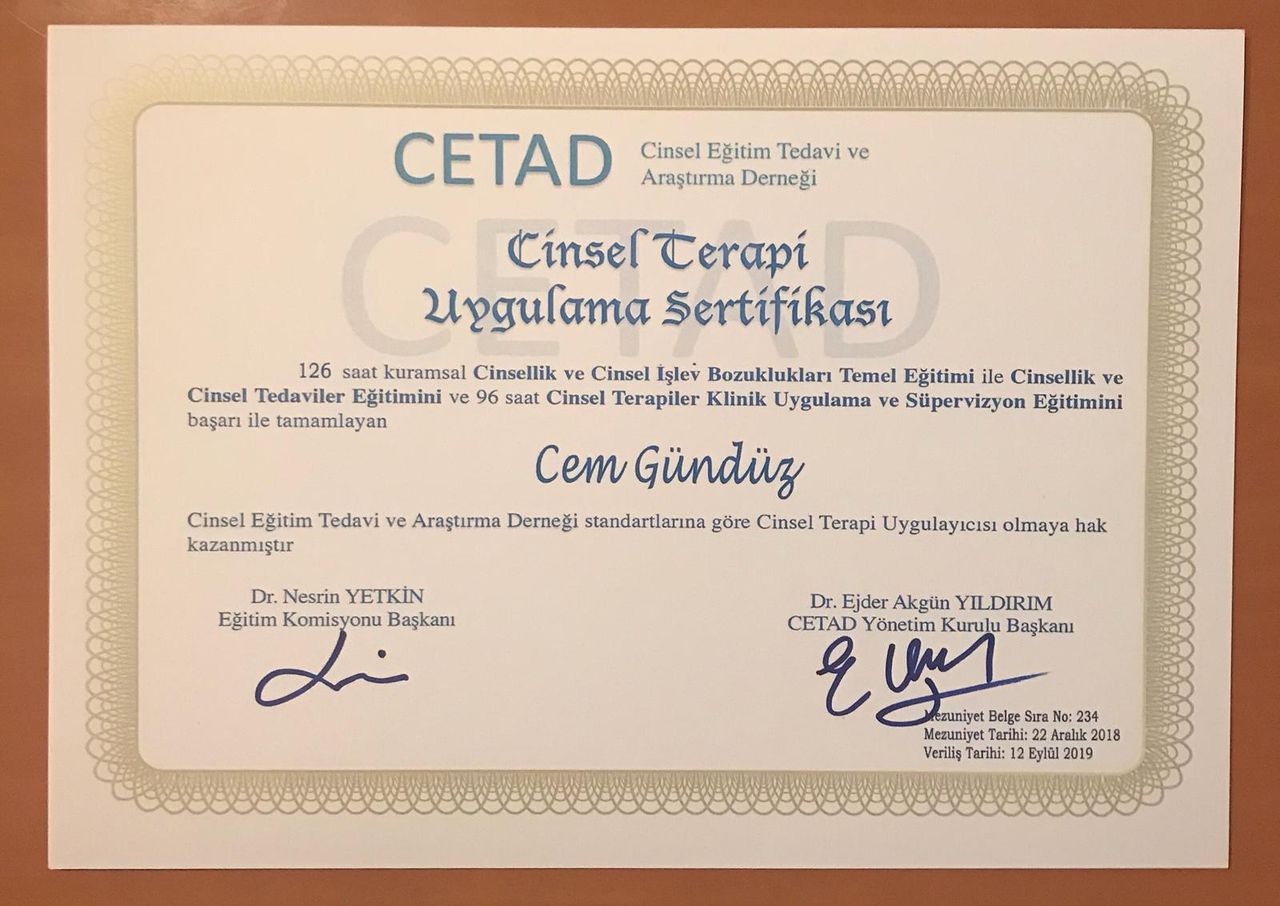 CETAD
Cinsel Eğitim Tedavi ve
Araştırma Derneği
CETAD
Cinsel Terapi
Uygulama Sertifikası
126 saat kuramsal Cinsellik ve Cinsel İşlev Bozuklukları Temel Eğitimi ile Cinsellik ve
Cinsel Tedaviler Eğitimini ve 96 saat Cinsel Terapiler Klinik Uygulama ve Süpervizyon Eğitimini
başarı ile tamamlayan
Cem Gündüz
Cinsel Eğitim Tedavi ve Araştırma Derneği standartlarına göre Cinsel Terapi Uygulayıcısı olmaya hak
kazanmıştır
Dr. Nesrin YETKİN
Eğitim Komisyonu Başkanı
Dr. Ejder Akgün YILDIRIM
CETAD Yönetim Kurulu Başkanı
Mezuniyet Belge Sıra No: 234
Mezuniyet Tarihi: 22 Aralık 2018
Veriliş Tarihi: 12 Eylül 2019